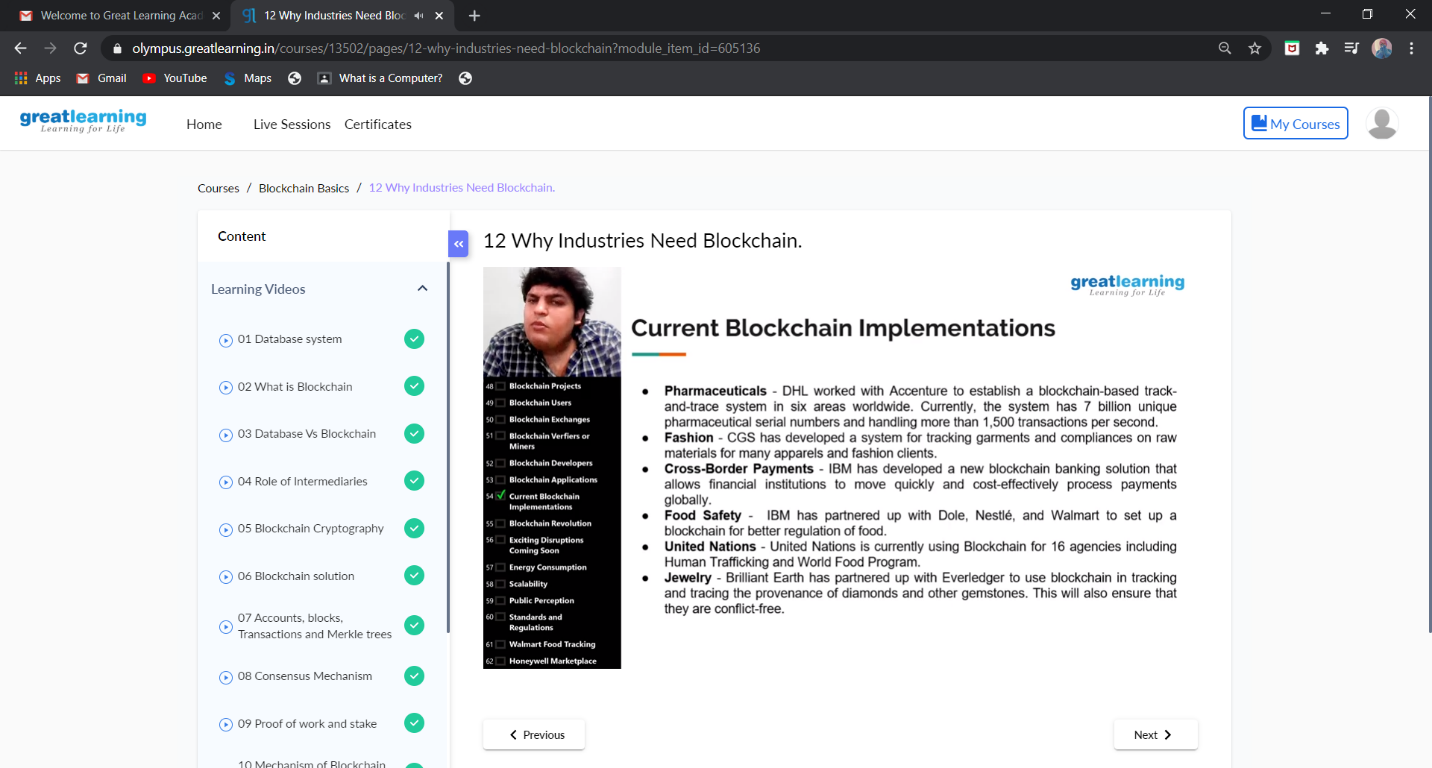 Welcome to Great Learning Acad
12 Why Industries Need Bloc
olympus.greatlearning.in/courses/13502/pages/12-why-industries-need-blockchain?module_item_id=605136
Apps Gmail YouTube Maps What is a Computer?
greatlearning
Learning for Life
Home Live Sessions Certificates
My Courses
Courses / Blockchain Basics / 12 Why Industries Need Blockchain.
Content
Learning Videos
01 Database system
02 What is Blockchain
03 Database Vs Blockchain
04 Role of Intermediaries
05 Blockchain Cryptography
06 Blockchain solution
07 Accounts, blocks,
Transactions and Merkle trees
08 Consensus Mechanism
09 Proof of work and stake
10 Mechanism of Blockchain
12 Why Industries Need Blockchain.
48 Blockchain Projects
49 Blockchain Users
50 Blockchain Exchanges
51 Blockchain Verfiers or
Miners
52 Blockchain Developers
53 Blockchain Applications
54 Current Blockchain
Implementations
55 Blockchain Revolution
56 Exciting Disruptions
Coming Soon
57 Energy Consumption
58 Scalability
59 Public Perception
60 Standards and
Regulations
61 Walmart Food Tracking
62 Honeywell Marketplace
greatlearning
Learning for Life
Current Blockchain Implementations
● Pharmaceuticals - DHL worked with Accenture to establish a blockchain-based track-
and-trace system in six areas worldwide. Currently, the system has 7 billion unique
pharmaceutical serial numbers and handling more than 1,500 transactions per second.
● Fashion - CGS has developed a system for tracking garments and compliances on raw
materials for many apparels and fashion clients.
● Cross-Border Payments - IBM has developed a new blockchain banking solution that
allows financial institutions to move quickly and cost-effectively process payments
globally.
● Food Safety - IBM has partnered up with Dole, Nestlé, and Walmart to set up a
blockchain for better regulation of food.
● United Nations - United Nations is currently using Blockchain for 16 agencies including
Human Trafficking and World Food Program.
● Jewelry - Brilliant Earth has partnered up with Everledger to use blockchain in tracking
and tracing the provenance of diamonds and other gemstones. This will also ensure that
they are conflict-free.
Previous
Next